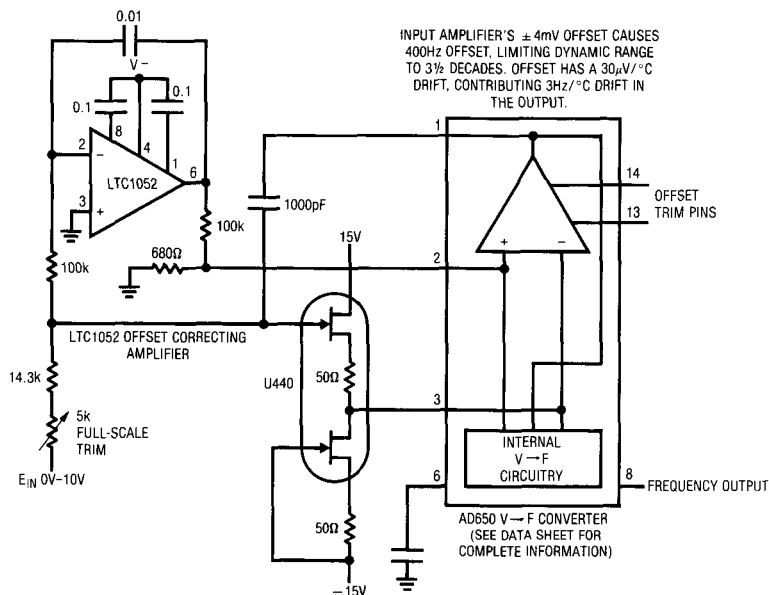 0.01
V−
0.1
0.1
8
4
1
2
−
LTC1052
6
3
+
100k
680Ω
100k
1000pF
15V
LTC1052 OFFSET CORRECTING
AMPLIFIER
14.3k
5k
FULL-SCALE
TRIM
EIN 0V–10V
U440
50Ω
50Ω
−15V
INPUT AMPLIFIER'S ± 4mV OFFSET CAUSES
400Hz OFFSET, LIMITING DYNAMIC RANGE
TO 3½ DECADES. OFFSET HAS A 30μV/°C
DRIFT, CONTRIBUTING 3Hz/°C DRIFT IN
THE OUTPUT.
1
14
OFFSET
TRIM PINS
13
+
−
2
3
INTERNAL
V→F
CIRCUITRY
6
8
FREQUENCY OUTPUT
AD650 V→F CONVERTER
(SEE DATA SHEET FOR
COMPLETE INFORMATION)